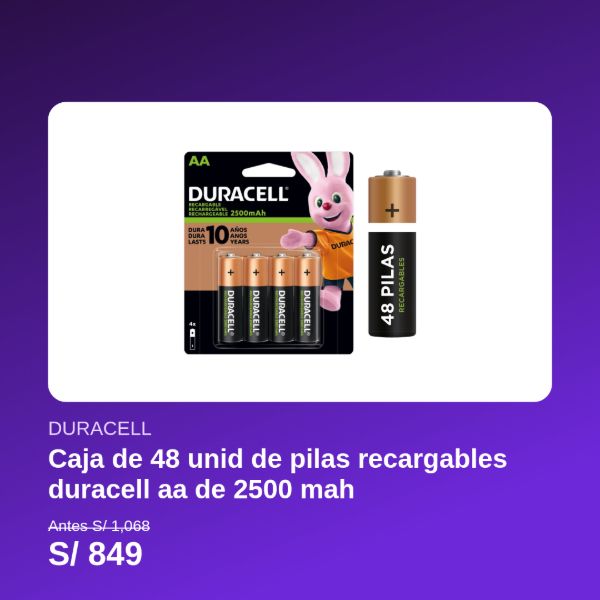 AA
DURACELL
RECARGABLE
RECARREGÁVEL
RECHARGEABLE 2500mAh
DURA 10 AÑOS
DURA ANOS
LASTS YEARS
DURAC
+ + + +
DURACELL DURACELL DURACELL DURACELL
4x
+
48 PILAS
RECARGABLES
DURACELL
Caja de 48 unid de pilas recargables
duracell aa de 2500 mah
Antes S/ 1,068
S/ 849